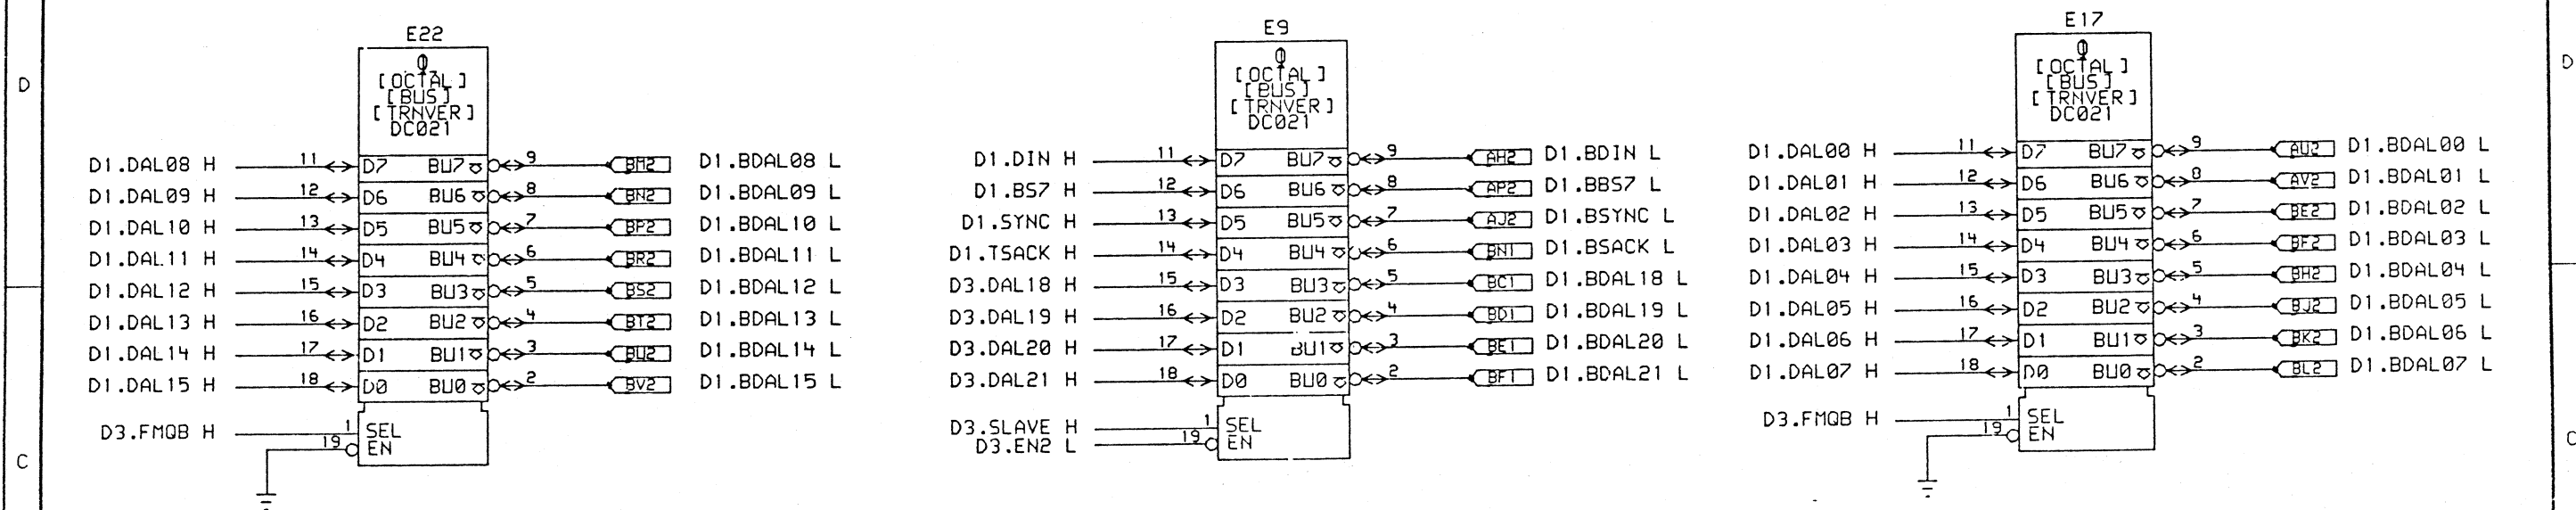 D
E22
[ OCTAL ]
[ BUS ]
[ TRNVER ]
DC021
D1.DAL08 H 11 D7 BU7 9 BM2 D1.BDAL08 L
D1.DAL09 H 12 D6 BU6 8 BN2 D1.BDAL09 L
D1.DAL10 H 13 D5 BU5 7 BP2 D1.BDAL10 L
D1.DAL11 H 14 D4 BU4 6 BR2 D1.BDAL11 L
D1.DAL12 H 15 D3 BU3 5 BS2 D1.BDAL12 L
D1.DAL13 H 16 D2 BU2 4 BT2 D1.BDAL13 L
D1.DAL14 H 17 D1 BU1 3 BU2 D1.BDAL14 L
D1.DAL15 H 18 D0 BU0 2 BV2 D1.BDAL15 L
D3.FMQB H 1 SEL
19 EN
C
E9
[ OCTAL ]
[ BUS ]
[ TRNVER ]
DC021
D1.DIN H 11 D7 BU7 9 AH2 D1.BDIN L
D1.BS7 H 12 D6 BU6 8 AP2 D1.BBS7 L
D1.SYNC H 13 D5 BU5 7 AJ2 D1.BSYNC L
D1.TSACK H 14 D4 BU4 6 BN1 D1.BSACK L
D3.DAL18 H 15 D3 BU3 5 BC1 D1.BDAL18 L
D3.DAL19 H 16 D2 BU2 4 BD1 D1.BDAL19 L
D3.DAL20 H 17 D1 BU1 3 BE1 D1.BDAL20 L
D3.DAL21 H 18 D0 BU0 2 BF1 D1.BDAL21 L
D3.SLAVE H 1 SEL
D3.EN2 L 19 EN
E17
[ OCTAL ]
[ BUS ]
[ TRNVER ]
DC021
D1.DAL00 H 11 D7 BU7 9 AU2 D1.BDAL00 L
D1.DAL01 H 12 D6 BU6 8 AV2 D1.BDAL01 L
D1.DAL02 H 13 D5 BU5 7 BE2 D1.BDAL02 L
D1.DAL03 H 14 D4 BU4 6 BF2 D1.BDAL03 L
D1.DAL04 H 15 D3 BU3 5 BH2 D1.BDAL04 L
D1.DAL05 H 16 D2 BU2 4 BJ2 D1.BDAL05 L
D1.DAL06 H 17 D1 BU1 3 BK2 D1.BDAL06 L
D1.DAL07 H 18 D0 BU0 2 BL2 D1.BDAL07 L
D3.FMQB H 1 SEL
19 EN
D
C